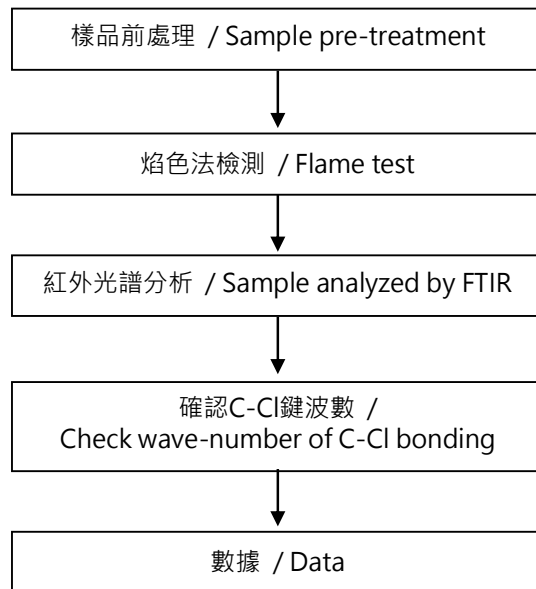 樣品前處理 / Sample pre-treatment
焰色法檢測 / Flame test
紅外光譜分析 / Sample analyzed by FTIR
確認C-Cl鍵波數 /
Check wave-number of C-Cl bonding
數據 / Data